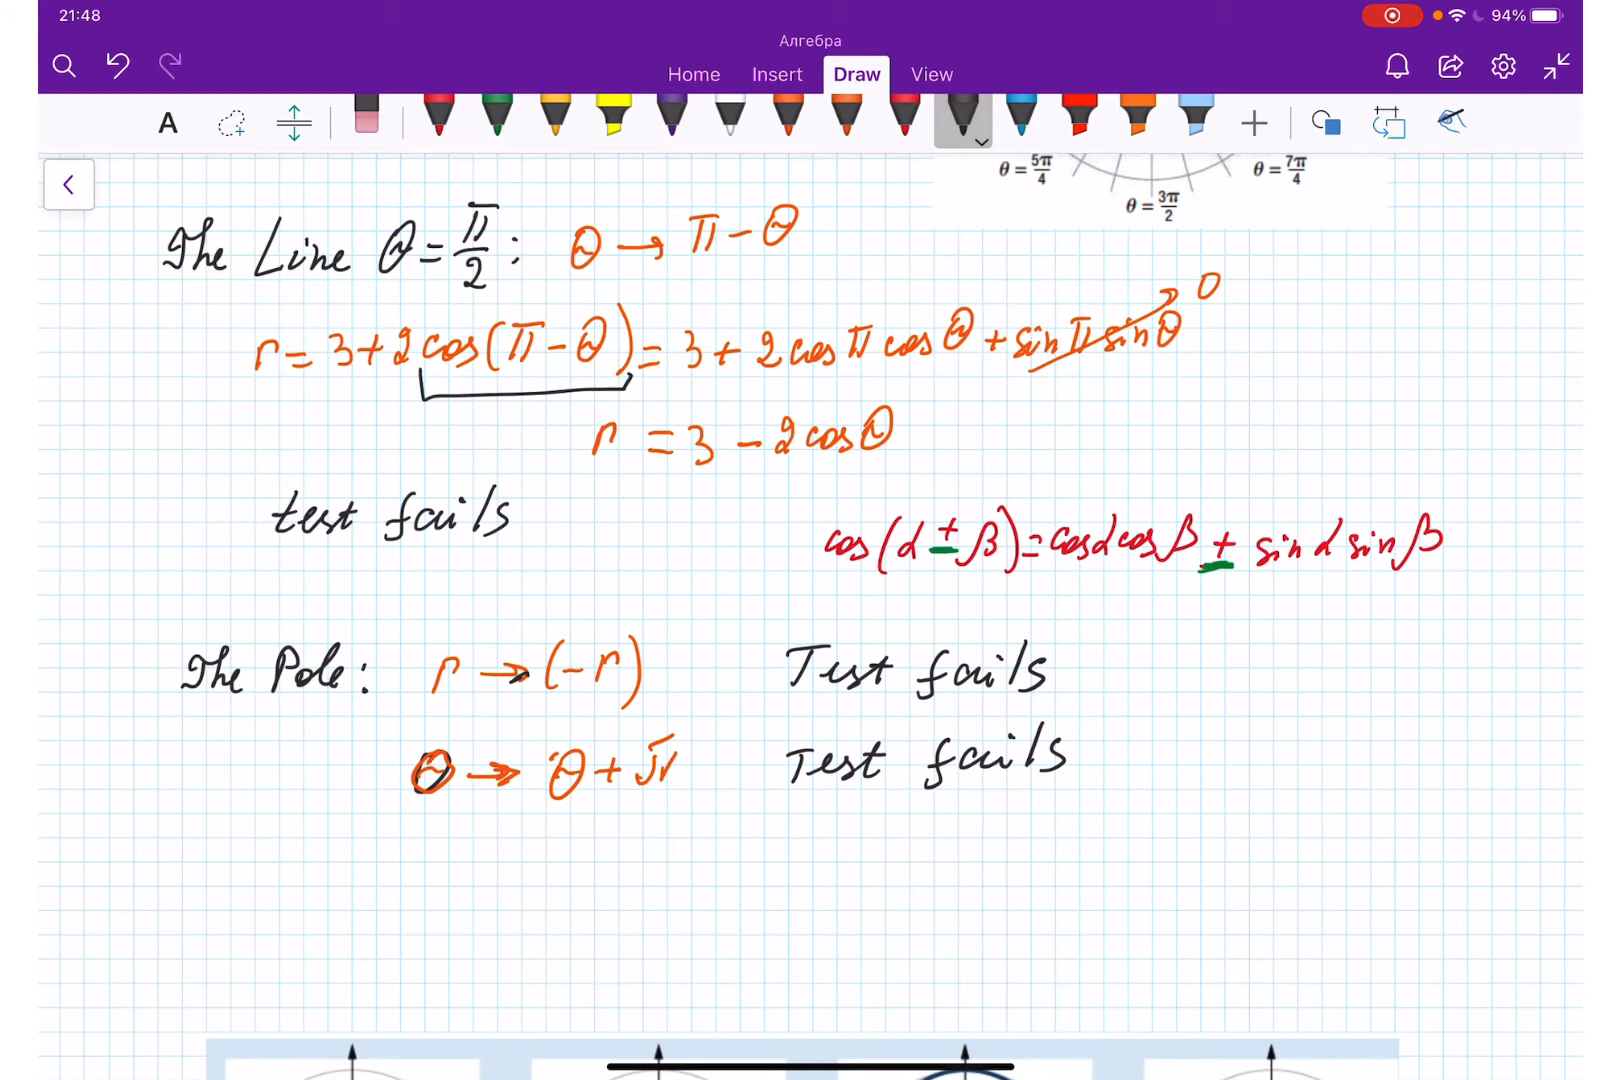 21:48
94%
Алгебра
Home Insert Draw View
A
θ = 5π/4
θ = 7π/4
θ = 3π/2
The Line θ = π/2 : θ → π − θ
r = 3 + 2 cos(π − θ) = 3 + 2 cos π cos θ + sin π sin θ 0
r = 3 − 2 cos θ
test fails
cos(α ± β) = cos α cos β ± sin α sin β
The Pole: r → (−r) Test fails
θ → θ + π Test fails